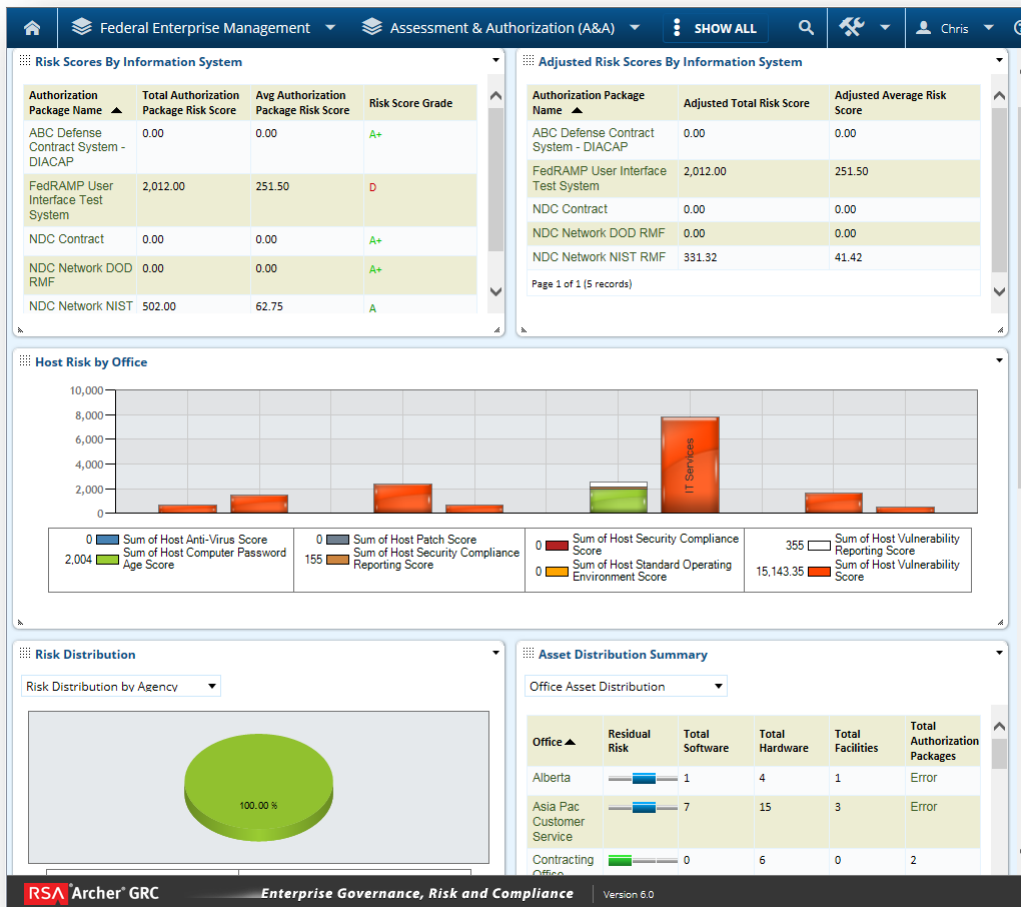 Federal Enterprise Management
Assessment & Authorization (A&A)
SHOW ALL
Chris
Risk Scores By Information System
Authorization Package Name
Total Authorization Package Risk Score
Avg Authorization Package Risk Score
Risk Score Grade
ABC Defense Contract System - DIACAP
0.00
0.00
A+
FedRAMP User Interface Test System
2,012.00
251.50
D
NDC Contract
0.00
0.00
A+
NDC Network DOD RMF
0.00
0.00
A+
NDC Network NIST
502.00
62.75
A
Adjusted Risk Scores By Information System
Authorization Package Name
Adjusted Total Risk Score
Adjusted Average Risk Score
ABC Defense Contract System - DIACAP
0.00
0.00
FedRAMP User Interface Test System
2,012.00
251.50
NDC Contract
0.00
0.00
NDC Network DOD RMF
0.00
0.00
NDC Network NIST RMF
331.32
41.42
Page 1 of 1 (5 records)
Host Risk by Office
10,000
8,000
6,000
4,000
2,000
0
IT Services
0 Sum of Host Anti-Virus Score
2,004 Sum of Host Computer Password Age Score
0 Sum of Host Patch Score
155 Sum of Host Security Compliance Reporting Score
0 Sum of Host Security Compliance Score
0 Sum of Host Standard Operating Environment Score
355 Sum of Host Vulnerability Reporting Score
15,143.35 Sum of Host Vulnerability Score
Risk Distribution
Risk Distribution by Agency
100.00 %
Asset Distribution Summary
Office Asset Distribution
Office
Residual Risk
Total Software
Total Hardware
Total Facilities
Total Authorization Packages
Alberta
1
4
1
Error
Asia Pac Customer Service
7
15
3
Error
Contracting Office
0
6
0
2
RSA Archer® GRC
Enterprise Governance, Risk and Compliance
Version 6.0